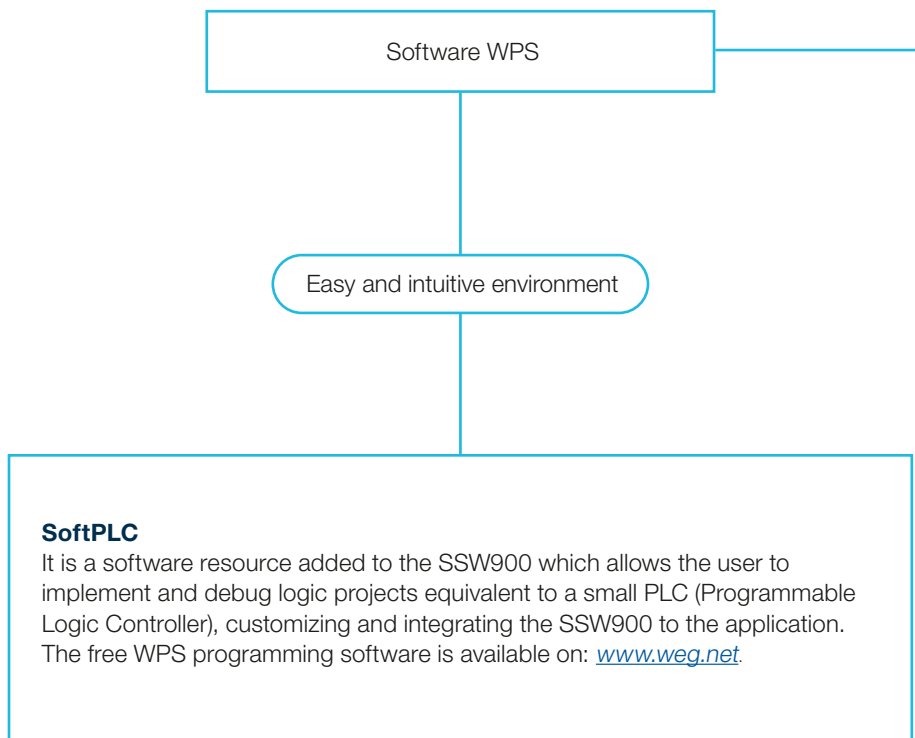 Software WPS
Easy and intuitive environment
SoftPLC
It is a software resource added to the SSW900 which allows the user to
implement and debug logic projects equivalent to a small PLC (Programmable
Logic Controller), customizing and integrating the SSW900 to the application.
The free WPS programming software is available on: www.weg.net.